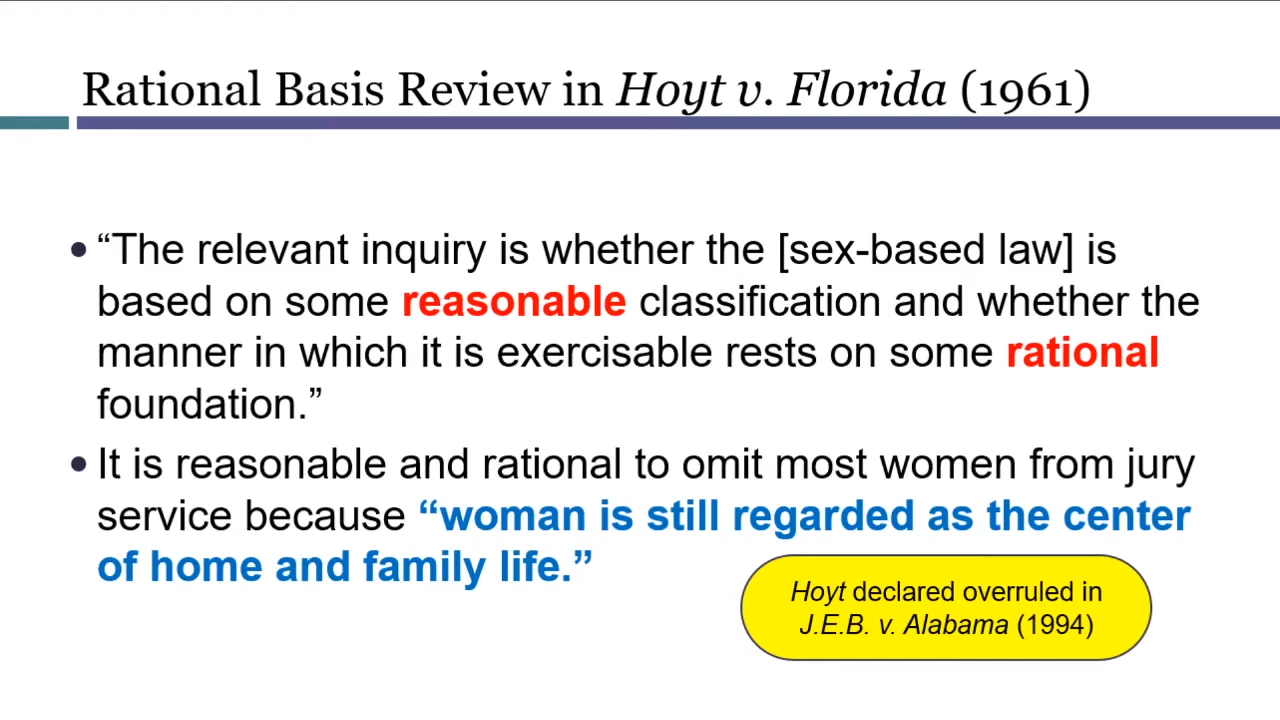 Rational Basis Review in Hoyt v. Florida (1961)
• “The relevant inquiry is whether the [sex-based law] is
based on some reasonable classification and whether the
manner in which it is exercisable rests on some rational
foundation.”
• It is reasonable and rational to omit most women from jury
service because “woman is still regarded as the center
of home and family life.”
Hoyt declared overruled in
J.E.B. v. Alabama (1994)